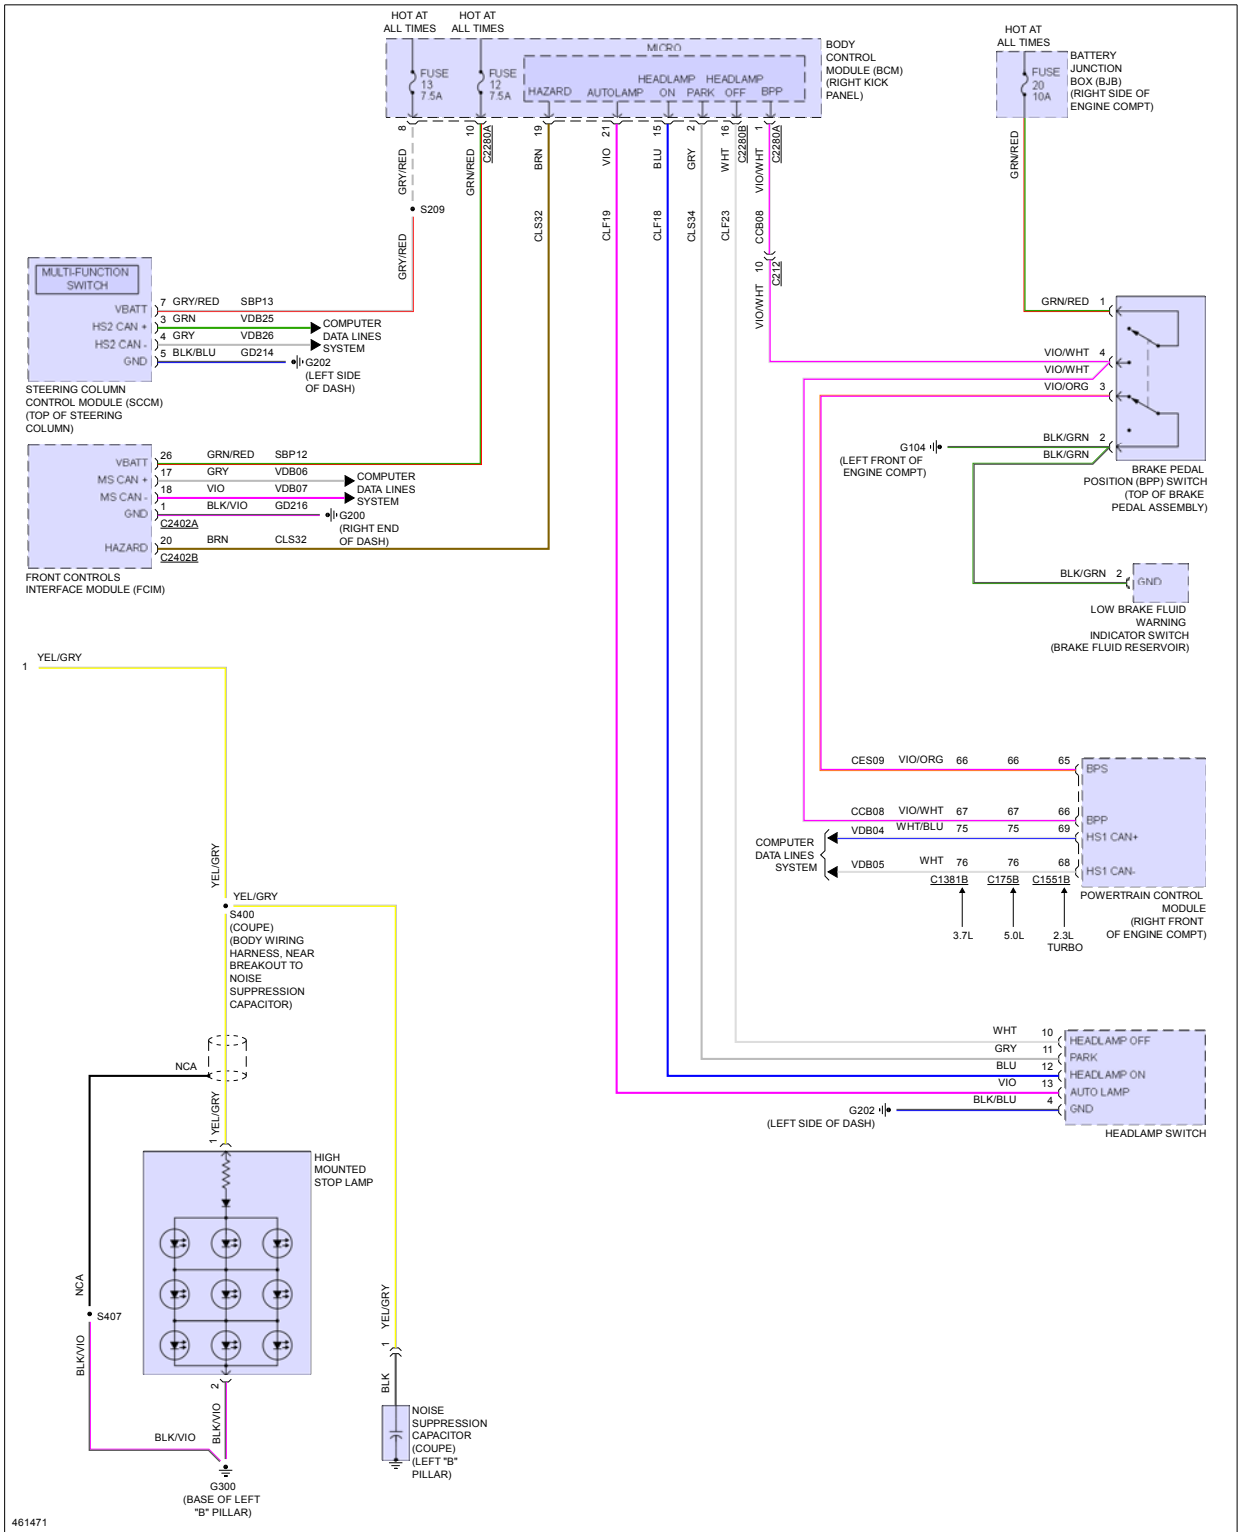 HOT AT
ALL TIMES
HOT AT
ALL TIMES
FUSE
13
7.5A
FUSE
12
7.5A
MICRO
HAZARD
AUTOLAMP
HEADLAMP
ON
PARK
HEADLAMP
OFF
BPP
BODY
CONTROL
MODULE (BCM)
(RIGHT KICK
PANEL)
HOT AT
ALL TIMES
FUSE
20
10A
BATTERY
JUNCTION
BOX (BJB)
(RIGHT SIDE OF
ENGINE COMPT)
8
10
C2280A
19
21
15
2
16
C2280B
1
C2280A
GRY/RED
GRN/RED
BRN
VIO
BLU
GRY
WHT
VIO/WHT
GRN/RED
S209
GRY/RED
CLS32
CLF19
CLF18
CLS34
CLF23
CCB08
10
C212
VIO/WHT
MULTI-FUNCTION
SWITCH
VBATT
7 GRY/RED SBP13
HS2 CAN +
3 GRN VDB25
HS2 CAN -
4 GRY VDB26
GND
5 BLK/BLU GD214
COMPUTER
DATA LINES
SYSTEM
G202
(LEFT SIDE
OF DASH)
STEERING COLUMN
CONTROL MODULE (SCCM)
(TOP OF STEERING
COLUMN)
VBATT
26 GRN/RED SBP12
MS CAN +
17 GRY VDB06
MS CAN -
18 VIO VDB07
GND
1 BLK/VIO GD216
C2402A
HAZARD
20 BRN CLS32
C2402B
COMPUTER
DATA LINES
SYSTEM
G200
(RIGHT END
OF DASH)
FRONT CONTROLS
INTERFACE MODULE (FCIM)
GRN/RED 1
VIO/WHT 4
VIO/WHT
VIO/ORG 3
BLK/GRN 2
BLK/GRN
G104
(LEFT FRONT OF
ENGINE COMPT)
BRAKE PEDAL
POSITION (BPP) SWITCH
(TOP OF BRAKE
PEDAL ASSEMBLY)
BLK/GRN 2
GND
LOW BRAKE FLUID
WARNING
INDICATOR SWITCH
(BRAKE FLUID RESERVOIR)
1 YEL/GRY
YEL/GRY
YEL/GRY
S400
(COUPE)
(BODY WIRING
HARNESS, NEAR
BREAKOUT TO
NOISE
SUPPRESSION
CAPACITOR)
CES09 VIO/ORG 66 66 65
BPS
CCB08 VIO/WHT 67 67 66
BPP
VDB04 WHT/BLU 75 75 69
HS1 CAN+
VDB05 WHT 76 76 68
HS1 CAN-
COMPUTER
DATA LINES
SYSTEM
C1381B C175B C1551B
3.7L 5.0L 2.3L
TURBO
POWERTRAIN CONTROL
MODULE
(RIGHT FRONT
OF ENGINE COMPT)
WHT 10
HEADLAMP OFF
GRY 11
PARK
BLU 12
HEADLAMP ON
VIO 13
AUTO LAMP
BLK/BLU 4
GND
G202
(LEFT SIDE OF DASH)
HEADLAMP SWITCH
NCA
1
YEL/GRY
HIGH
MOUNTED
STOP LAMP
NCA
S407
BLK/VIO
2
BLK/VIO
BLK/VIO
G300
(BASE OF LEFT
"B" PILLAR)
YEL/GRY
1
BLK
NOISE
SUPPRESSION
CAPACITOR
(COUPE)
(LEFT "B"
PILLAR)
461471